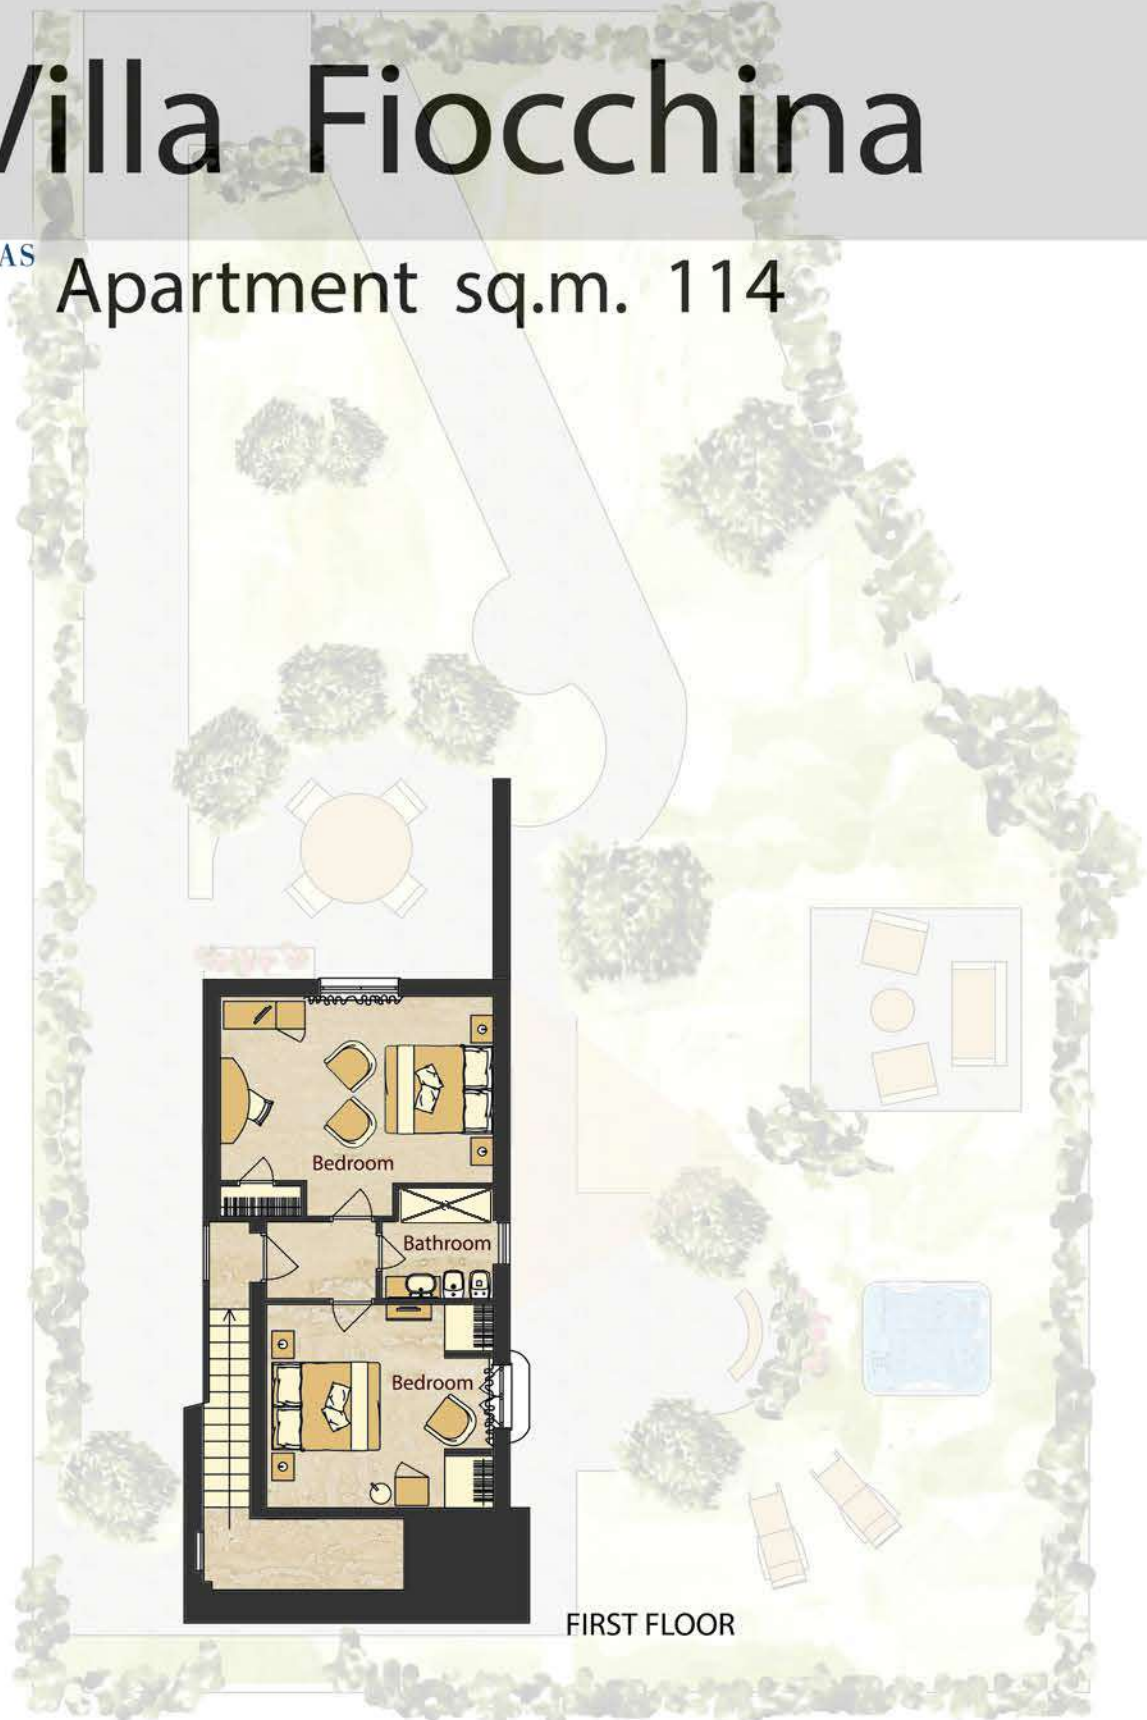 Villa Fiocchina
AS
Apartment sq.m. 114
Bedroom
Bathroom
Bedroom
FIRST FLOOR